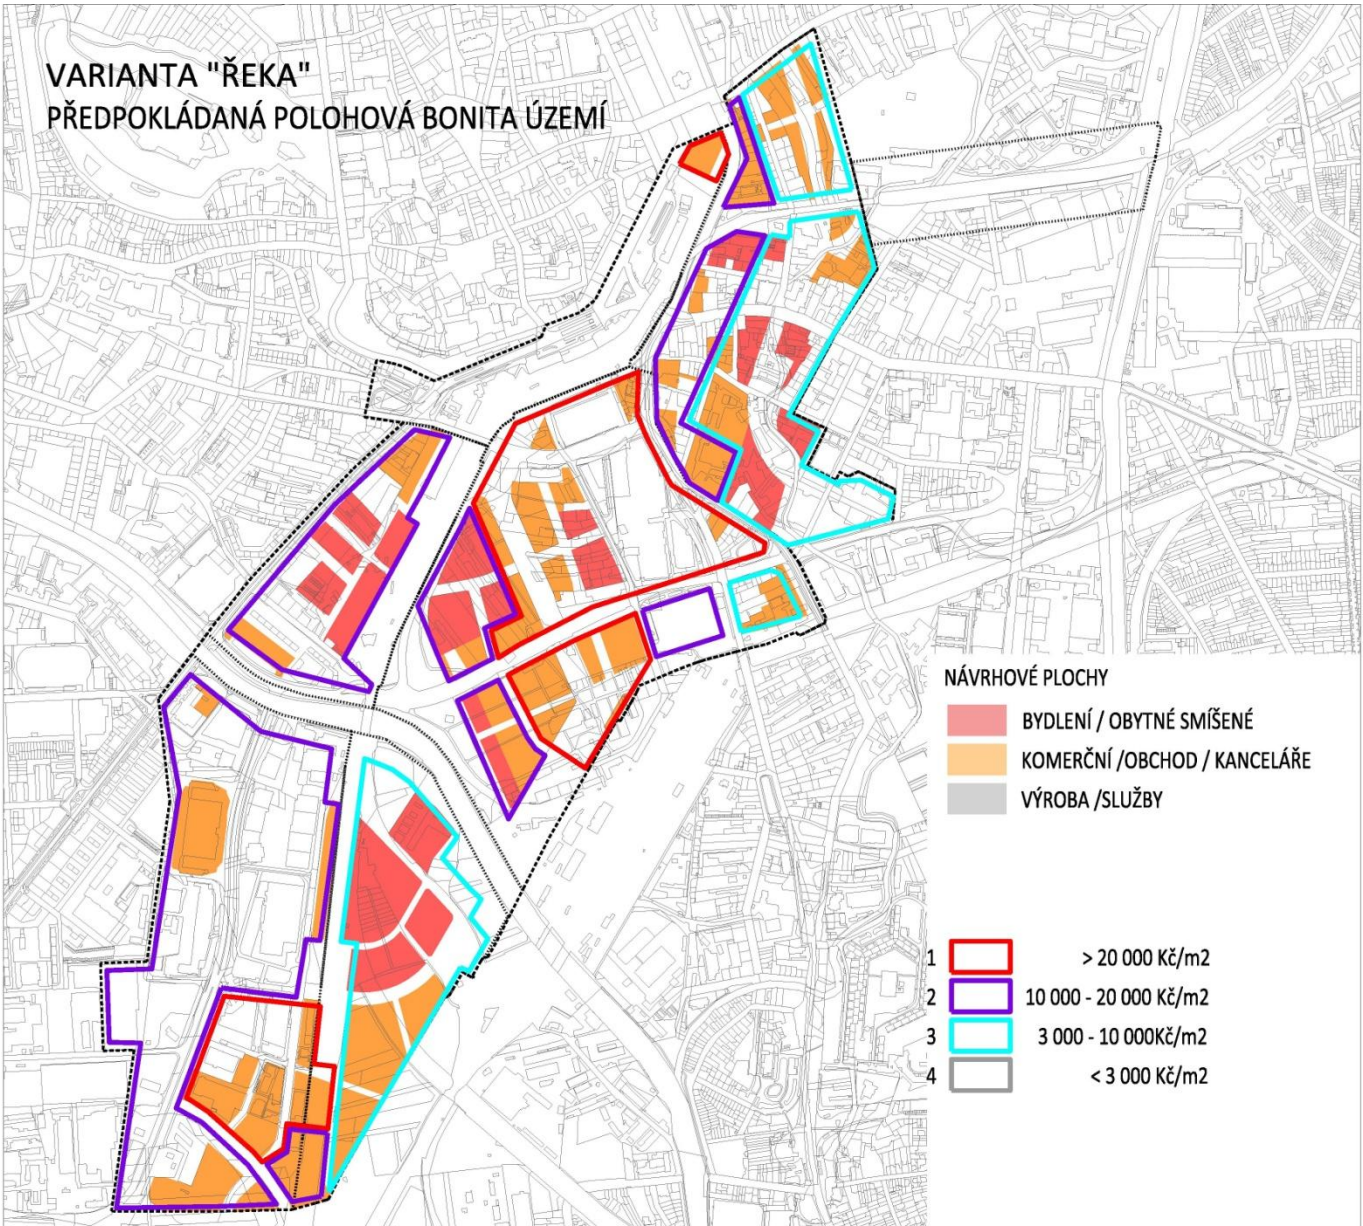 VARIANTA "ŘEKA"
PŘEDPOKLÁDANÁ POLOHOVÁ BONITA ÚZEMÍ
NÁVRHOVÉ PLOCHY
BYDLENÍ / OBYTNÉ SMÍŠENÉ
KOMERČNÍ /OBCHOD / KANCELÁŘE
VÝROBA /SLUŽBY
1 > 20 000 Kč/m2
2 10 000 - 20 000 Kč/m2
3 3 000 - 10 000Kč/m2
4 < 3 000 Kč/m2